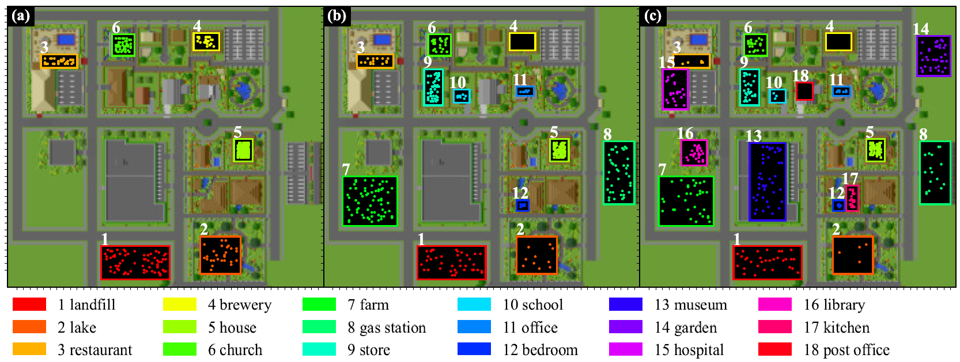 (a) (b) (c)
6 4 6 4 6 4 14
3 3 3
9 15 9
10 11 10 18 11
5 5 8 16 13 5 8
7 7
12 12 17
1 2 1 2 1 2
1 landfill 4 brewery 7 farm 10 school 13 museum 16 library
2 lake 5 house 8 gas station 11 office 14 garden 17 kitchen
3 restaurant 6 church 9 store 12 bedroom 15 hospital 18 post office